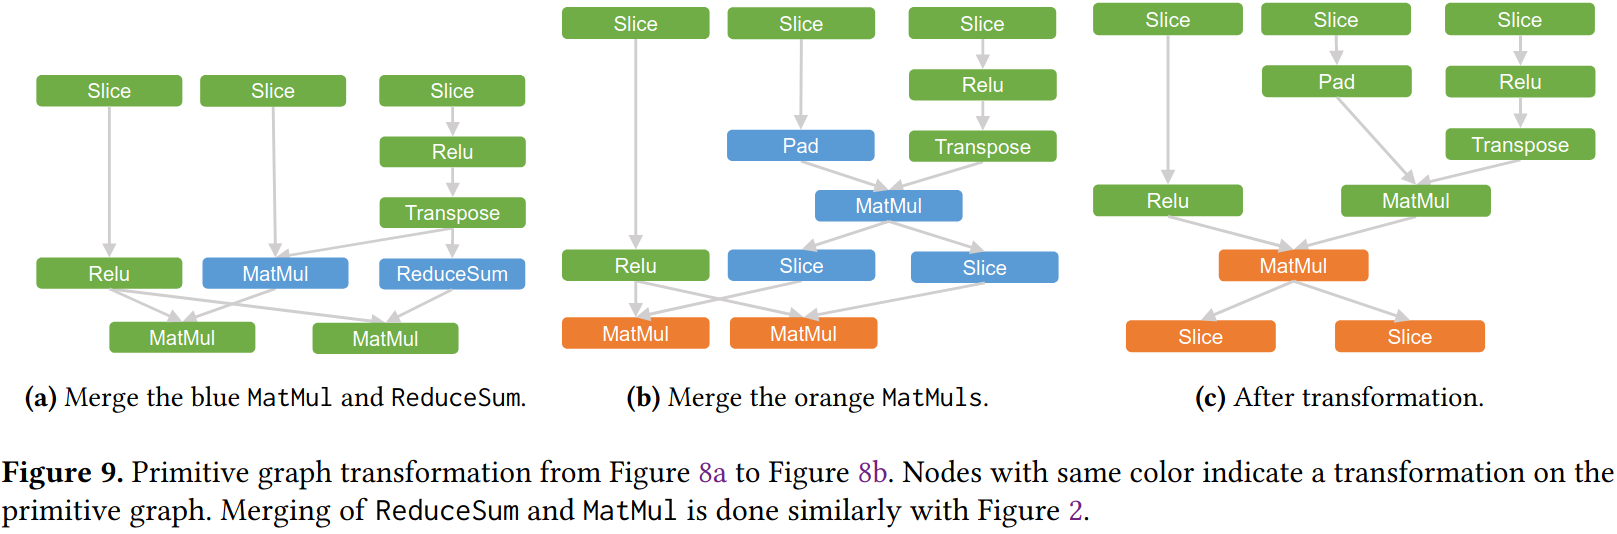 Slice
Slice
Slice
Relu
Transpose
Relu
MatMul
ReduceSum
MatMul
MatMul
(a) Merge the blue MatMul and ReduceSum.
Slice
Slice
Slice
Relu
Pad
Transpose
MatMul
Relu
Slice
Slice
MatMul
MatMul
(b) Merge the orange MatMuls.
Slice
Slice
Slice
Pad
Relu
Transpose
Relu
MatMul
MatMul
Slice
Slice
(c) After transformation.
Figure 9. Primitive graph transformation from Figure 8a to Figure 8b. Nodes with same color indicate a transformation on the
primitive graph. Merging of ReduceSum and MatMul is done similarly with Figure 2.